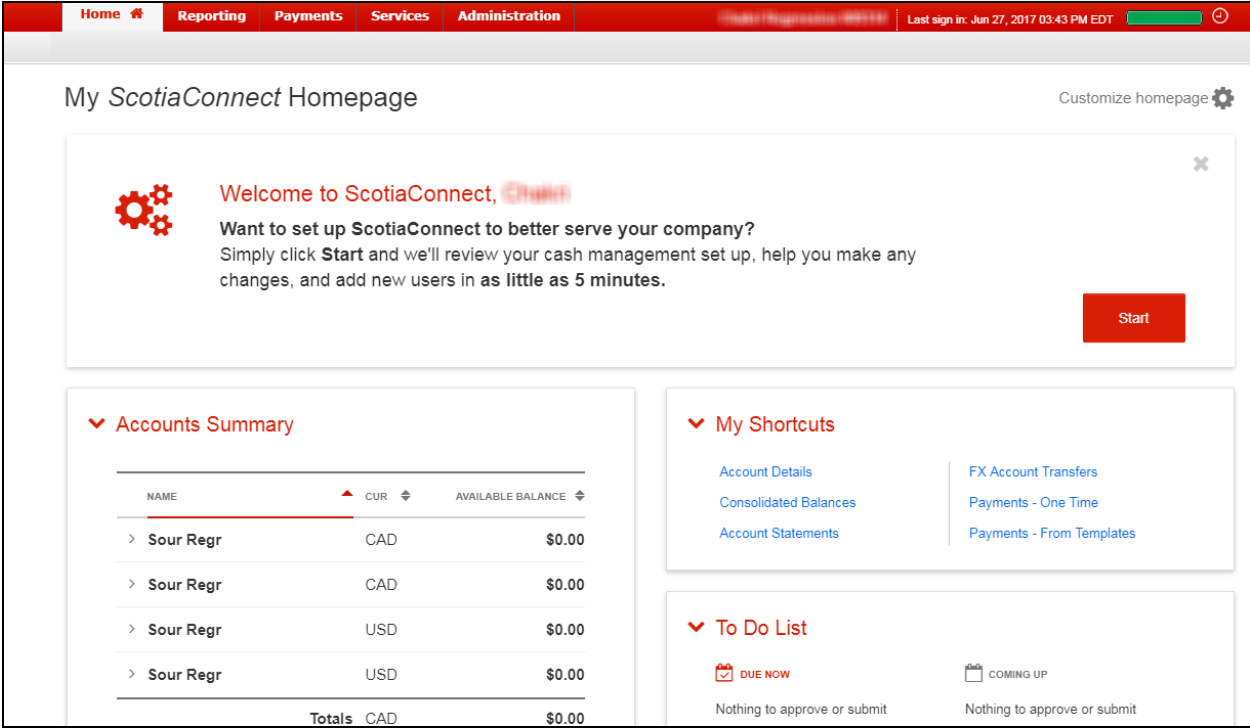 Home Reporting Payments Services Administration Last sign in: Jun 27, 2017 03:43 PM EDT
My ScotiaConnect Homepage
Customize homepage
Welcome to ScotiaConnect,
Want to set up ScotiaConnect to better serve your company?
Simply click Start and we'll review your cash management set up, help you make any
changes, and add new users in as little as 5 minutes.
Start
Accounts Summary
NAME CUR AVAILABLE BALANCE
Sour Regr CAD $0.00
Sour Regr CAD $0.00
Sour Regr USD $0.00
Sour Regr USD $0.00
Totals CAD $0.00
My Shortcuts
Account Details
Consolidated Balances
Account Statements
FX Account Transfers
Payments - One Time
Payments - From Templates
To Do List
DUE NOW
Nothing to approve or submit
COMING UP
Nothing to approve or submit